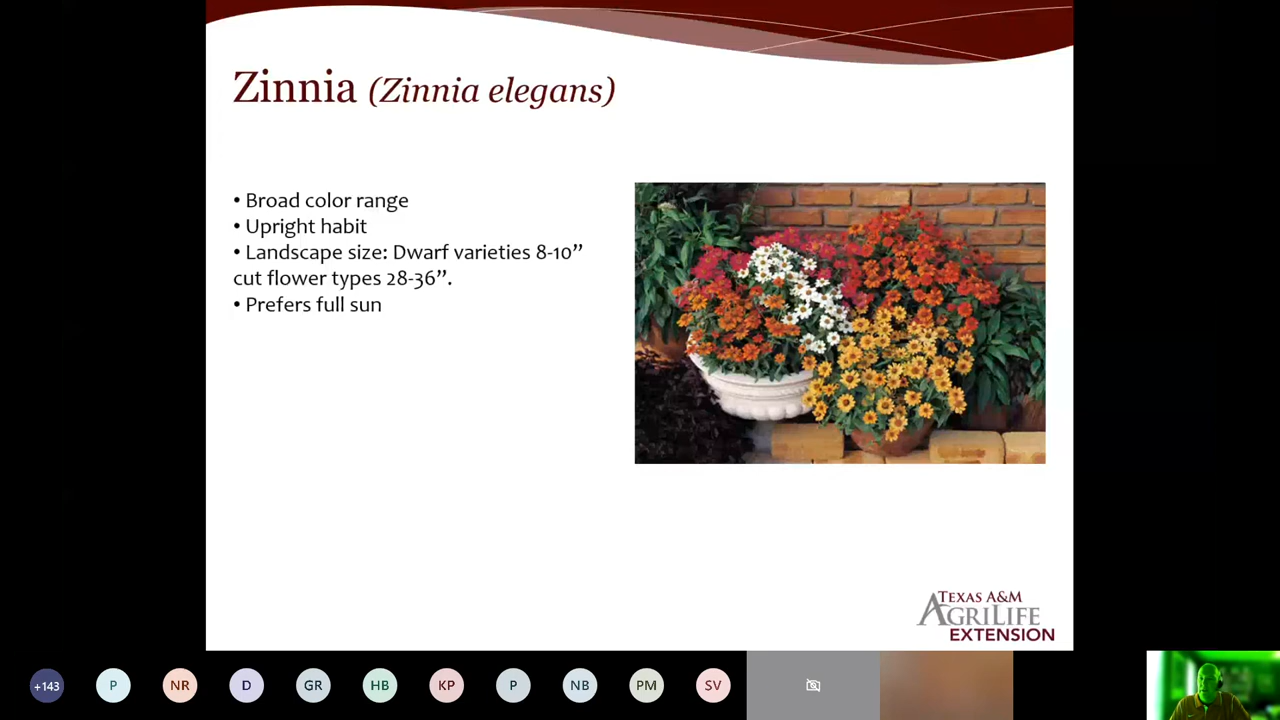 Zinnia (Zinnia elegans)
• Broad color range
• Upright habit
• Landscape size: Dwarf varieties 8-10”
cut flower types 28-36”.
• Prefers full sun
TEXAS A&M
AGRILIFE
EXTENSION
+143 P NR D GR HB KP P NB PM SV